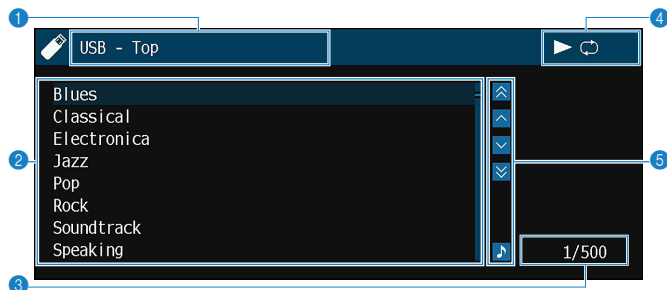 1
4
USB - Top
Blues
Classical
Electronica
2
Jazz
5
Pop
Rock
Soundtrack
Speaking
1/500
3